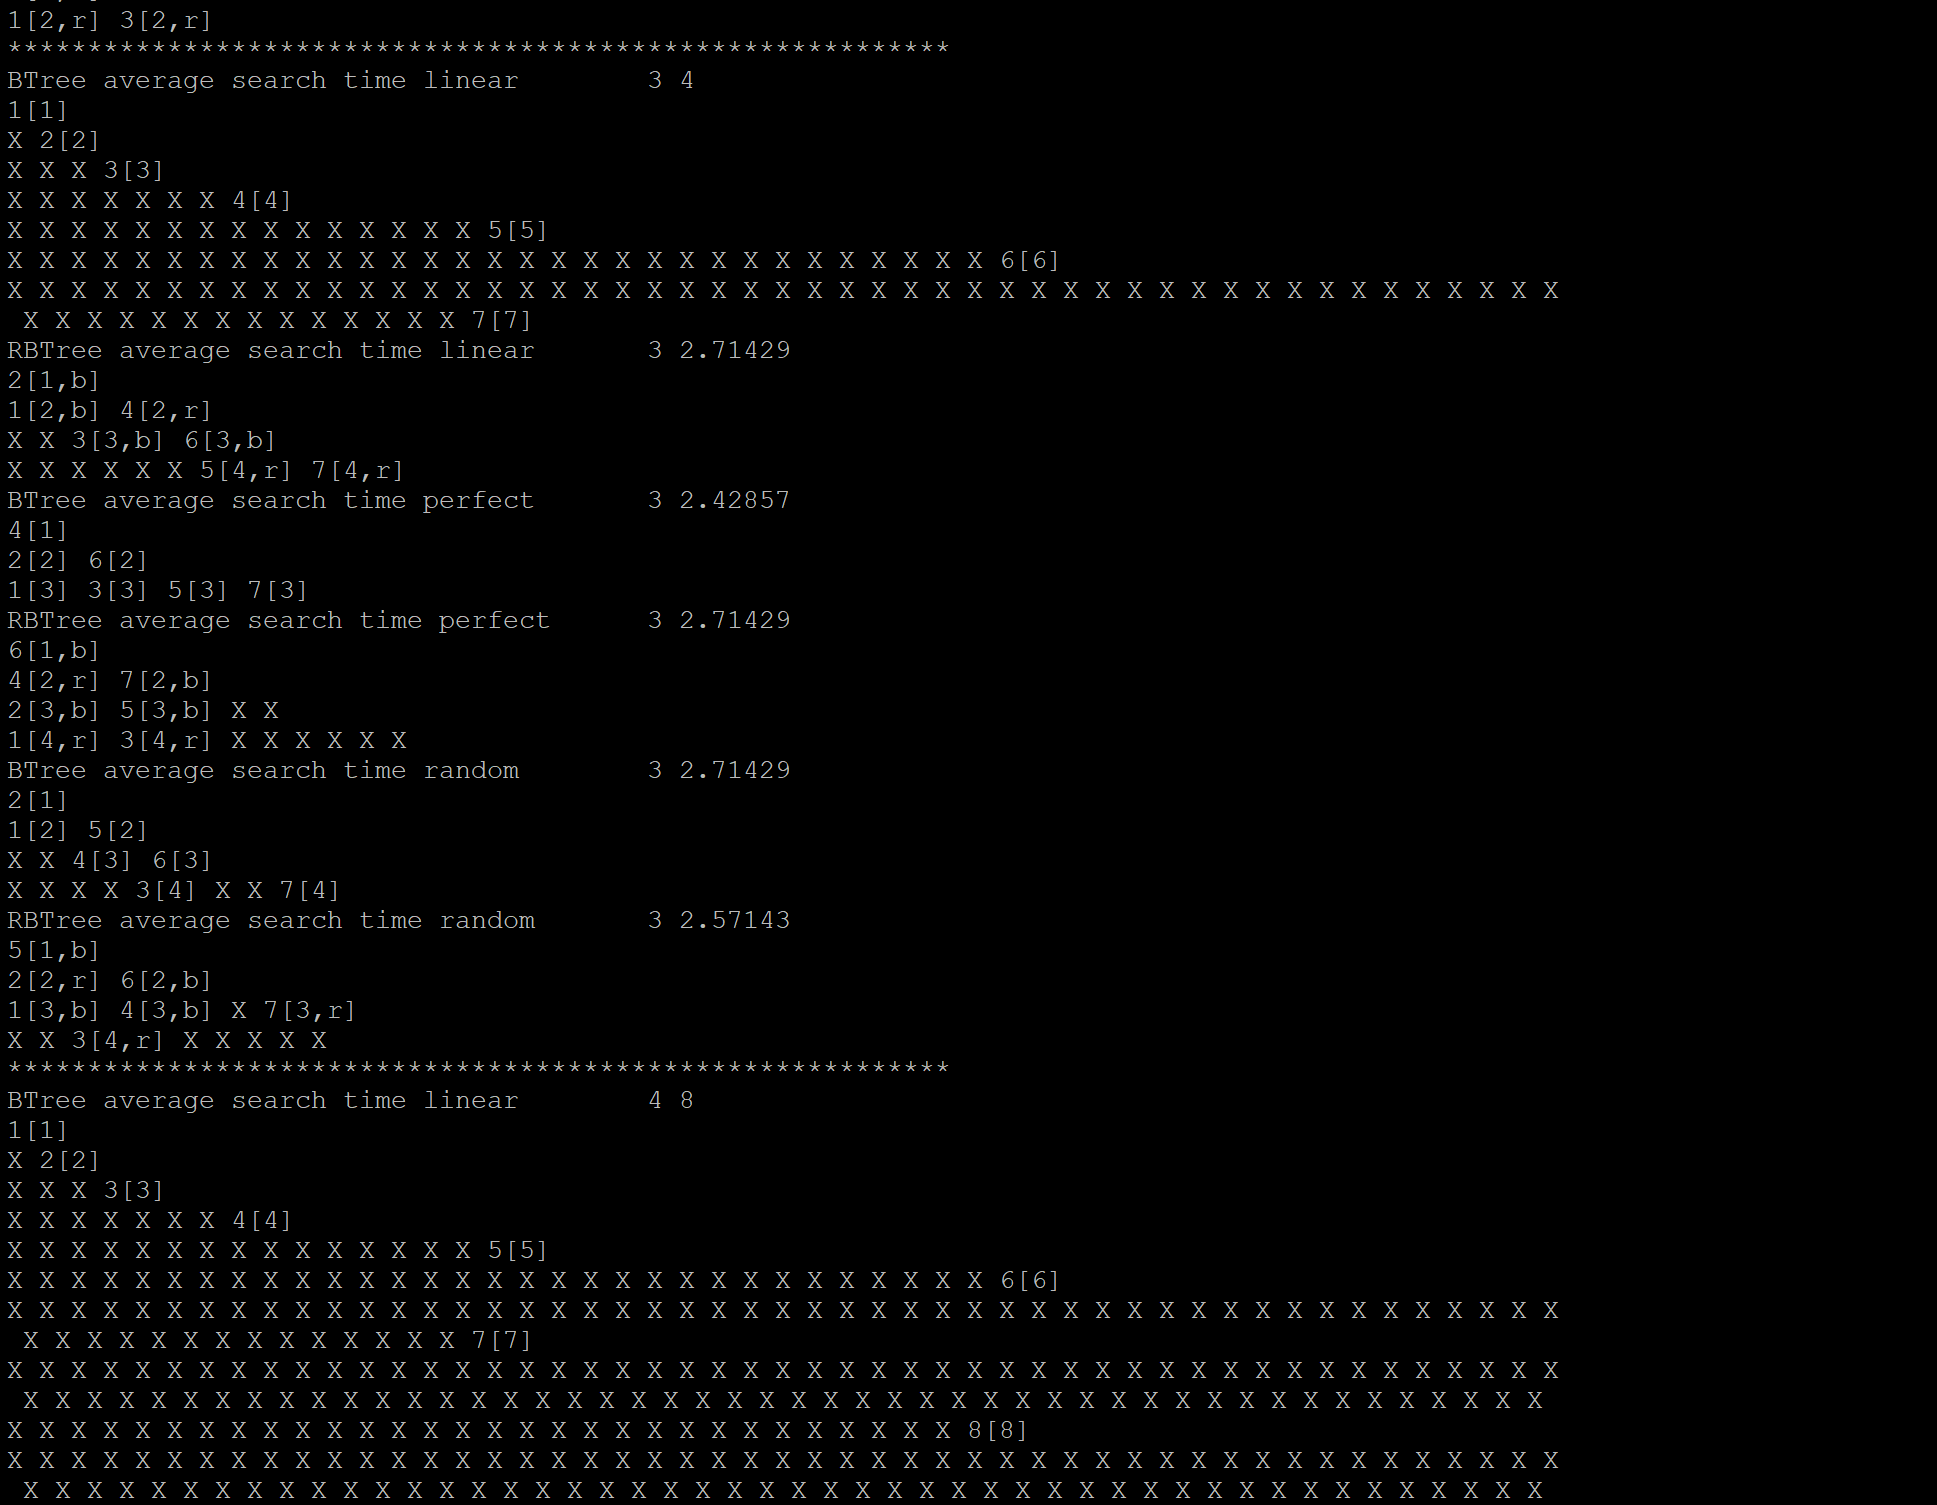 1[2,r] 3[2,r]
***********************************************************
BTree average search time linear 3 4
1[1]
X 2[2]
X X X 3[3]
X X X X X X X 4[4]
X X X X X X X X X X X X X X X 5[5]
X X X X X X X X X X X X X X X X X X X X X X X X X X X X X X X 6[6]
X X X X X X X X X X X X X X X X X X X X X X X X X X X X X X X X X X X X X X X X X X X X X X X X X
X X X X X X X X X X X X X X 7[7]
RBTree average search time linear 3 2.71429
2[1,b]
1[2,b] 4[2,r]
X X 3[3,b] 6[3,b]
X X X X X X 5[4,r] 7[4,r]
BTree average search time perfect 3 2.42857
4[1]
2[2] 6[2]
1[3] 3[3] 5[3] 7[3]
RBTree average search time perfect 3 2.71429
6[1,b]
4[2,r] 7[2,b]
2[3,b] 5[3,b] X X
1[4,r] 3[4,r] X X X X X X
BTree average search time random 3 2.71429
2[1]
1[2] 5[2]
X X 4[3] 6[3]
X X X X 3[4] X X 7[4]
RBTree average search time random 3 2.57143
5[1,b]
2[2,r] 6[2,b]
1[3,b] 4[3,b] X 7[3,r]
X X 3[4,r] X X X X X
***********************************************************
BTree average search time linear 4 8
1[1]
X 2[2]
X X X 3[3]
X X X X X X X 4[4]
X X X X X X X X X X X X X X X 5[5]
X X X X X X X X X X X X X X X X X X X X X X X X X X X X X X X 6[6]
X X X X X X X X X X X X X X X X X X X X X X X X X X X X X X X X X X X X X X X X X X X X X X X X X
X X X X X X X X X X X X X X 7[7]
X X X X X X X X X X X X X X X X X X X X X X X X X X X X X X X X X X X X X X X X X X X X X X X X X
X X X X X X X X X X X X X X X X X X X X X X X X X X X X X X X X X X X X X X X X X X X X X X X X
X X X X X X X X X X X X X X X X X X X X X X X X X X X X X X 8[8]
X X X X X X X X X X X X X X X X X X X X X X X X X X X X X X X X X X X X X X X X X X X X X X X X X
X X X X X X X X X X X X X X X X X X X X X X X X X X X X X X X X X X X X X X X X X X X X X X X X